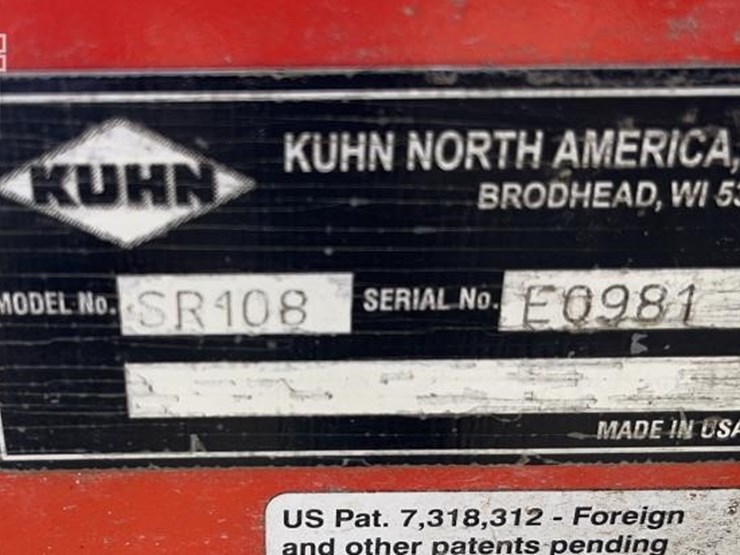 KUHN
KUHN NORTH AMERICA,
BRODHEAD, WI 53
MODEL No. SR108 SERIAL No. E0981
MADE IN USA
US Pat. 7,318,312 - Foreign
and other patents pending